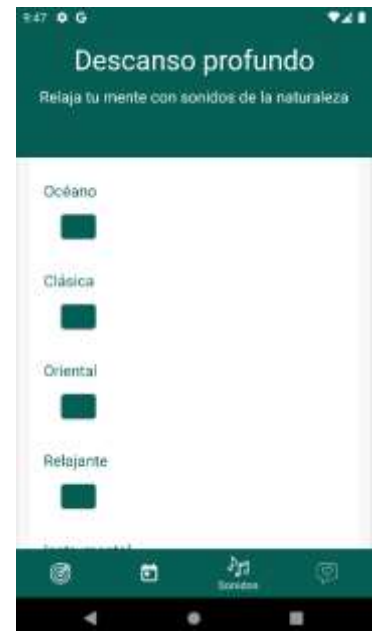 9:47 G
Descanso profundo
Relaja tu mente con sonidos de la naturaleza
Océano
Clásica
Oriental
Relajante
Sonidos